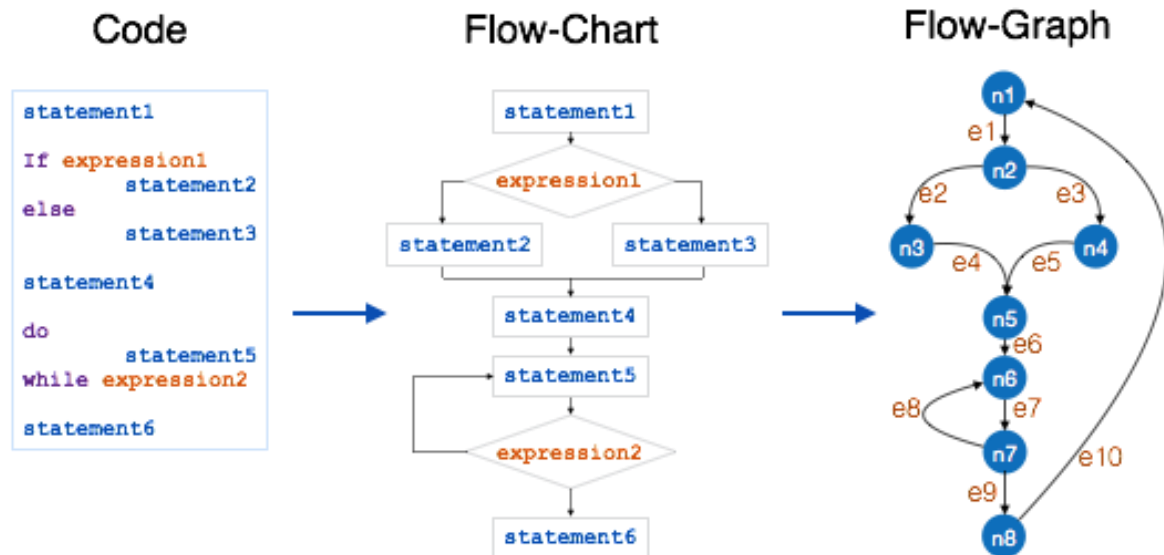 Code
statement1
If expression1
statement2
else
statement3
statement4
do
statement5
while expression2
statement6
Flow-Chart
statement1
expression1
statement2
statement3
statement4
statement5
expression2
statement6
Flow-Graph
n1
e1
n2
e2
e3
n3
n4
e4
e5
n5
e6
n6
e8
e7
n7
e10
e9
n8